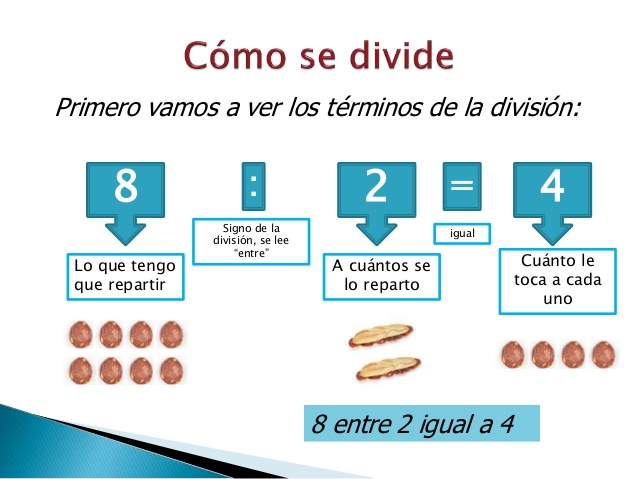 Cómo se divide
Primero vamos a ver los términos de la división:
8 : 2 = 4
Signo de la
división, se lee
“entre”
igual
Lo que tengo
que repartir
A cuántos se
lo reparto
Cuánto le
toca a cada
uno
8 entre 2 igual a 4